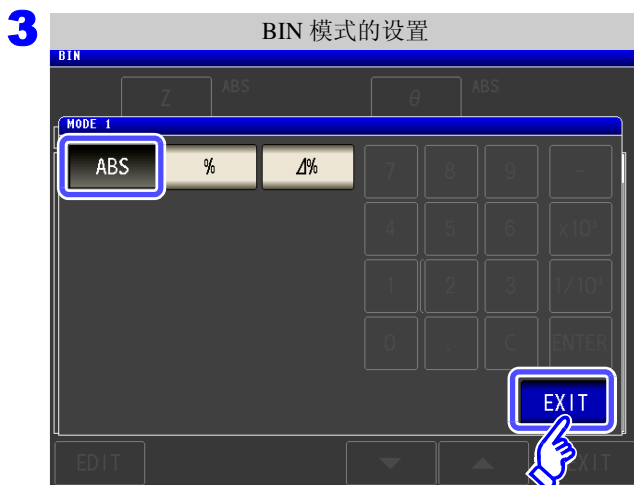 3
BIN 模式的设置
BIN
Z ABS θ ABS
MODE 1
ABS % Δ% 7 8 9 -
4 5 6 x10³
1 2 3 1/10³
0 . C ENTER
EXIT
EDIT ▼ ▲ EXIT